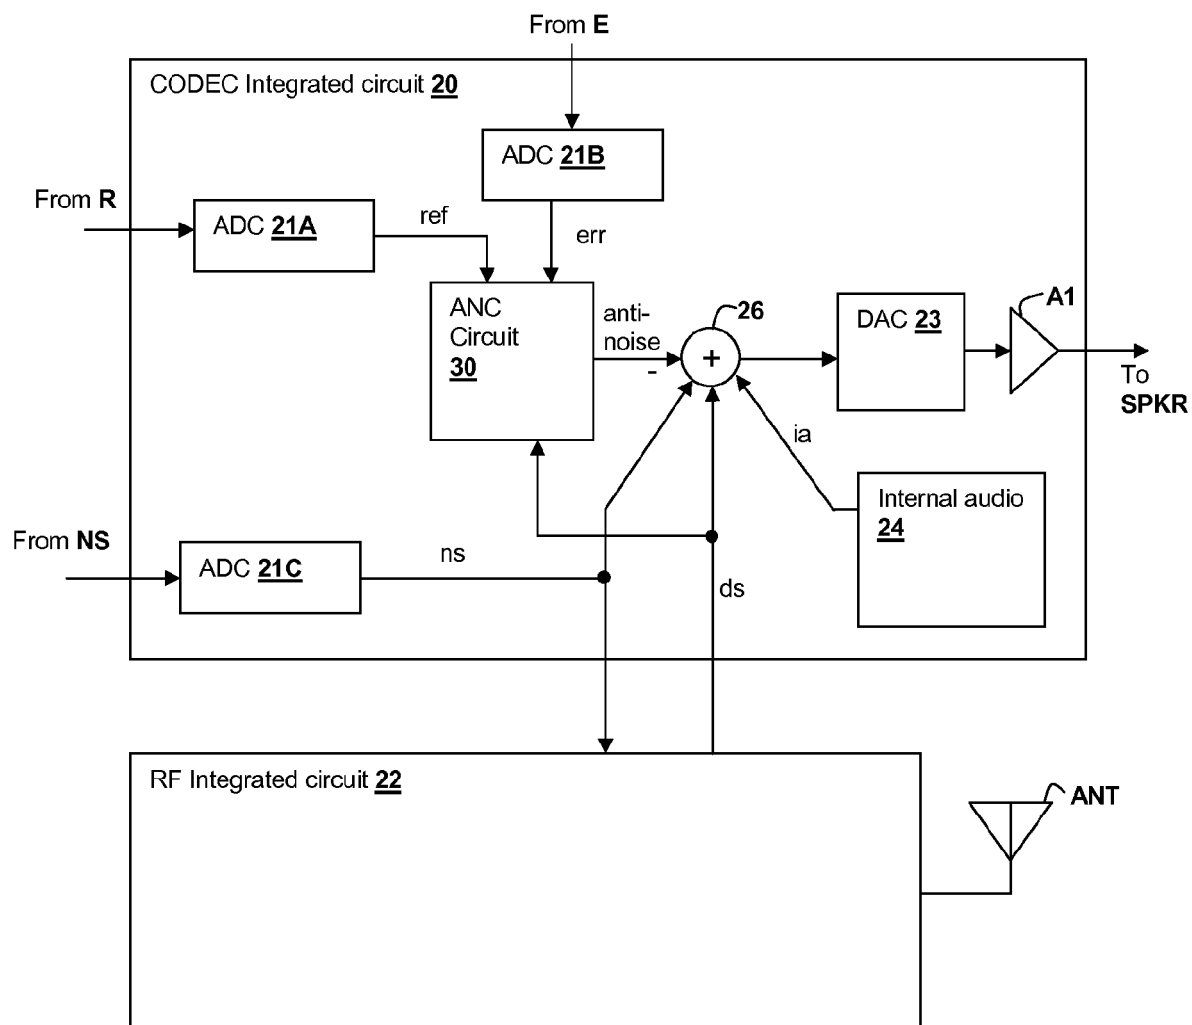 From E
CODEC Integrated circuit 20
ADC 21B
From R
ADC 21A
ref
err
ANC
Circuit
30
anti-
noise
-
26
+
DAC 23
A1
To
SPKR
ia
Internal audio
24
From NS
ADC 21C
ns
ds
RF Integrated circuit 22
ANT